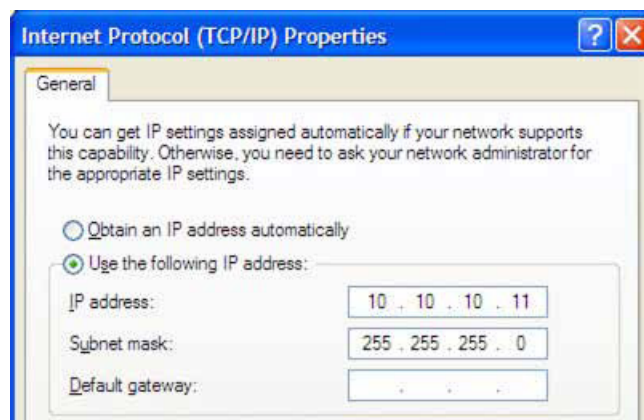 Internet Protocol (TCP/IP) Properties
General
You can get IP settings assigned automatically if your network supports
this capability. Otherwise, you need to ask your network administrator for
the appropriate IP settings.
Obtain an IP address automatically
Use the following IP address:
IP address: 10 . 10 . 10 . 11
Subnet mask: 255 . 255 . 255 . 0
Default gateway: . . .